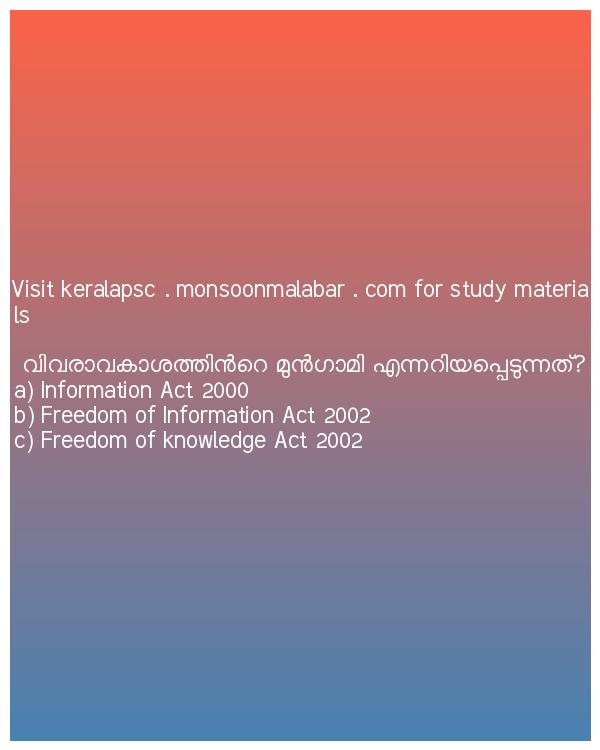 Visit keralapsc . monsoonmalabar . com for study materia
ls
വിവരാവകാശത്തിൻറെ മുൻഗാമി എന്നറിയപ്പെടുന്നത്?
a) Information Act 2000
b) Freedom of Information Act 2002
c) Freedom of knowledge Act 2002